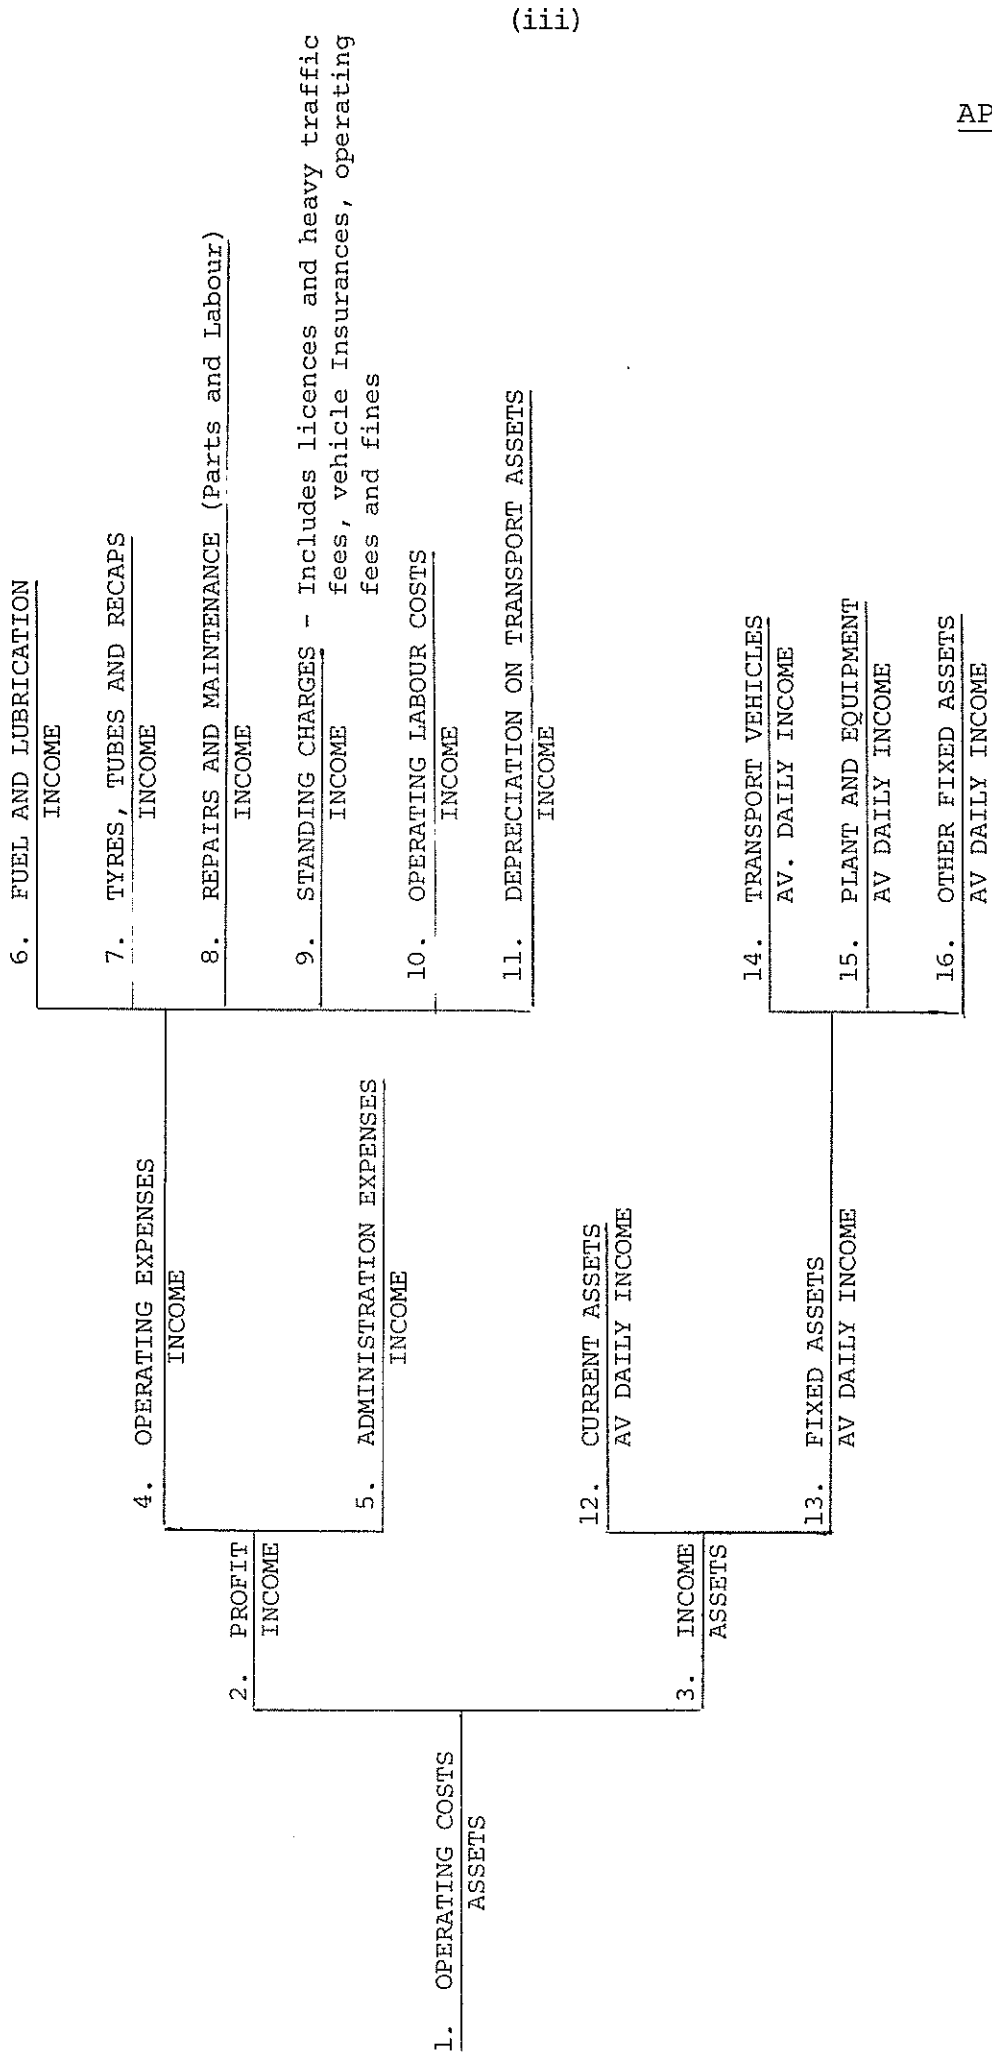 (iii)
AP
1. OPERATING COSTS
ASSETS
2. PROFIT
INCOME
3. INCOME
ASSETS
4. OPERATING EXPENSES
INCOME
5. ADMINISTRATION EXPENSES
INCOME
6. FUEL AND LUBRICATION
INCOME
7. TYRES, TUBES AND RECAPS
INCOME
8. REPAIRS AND MAINTENANCE (Parts and Labour)
INCOME
9. STANDING CHARGES - Includes licences and heavy traffic
INCOME
fees, vehicle Insurances, operating
fees and fines
10. OPERATING LABOUR COSTS
INCOME
11. DEPRECIATION ON TRANSPORT ASSETS
INCOME
12. CURRENT ASSETS
AV DAILY INCOME
13. FIXED ASSETS
AV DAILY INCOME
14. TRANSPORT VEHICLES
AV. DAILY INCOME
15. PLANT AND EQUIPMENT
AV DAILY INCOME
16. OTHER FIXED ASSETS
AV DAILY INCOME